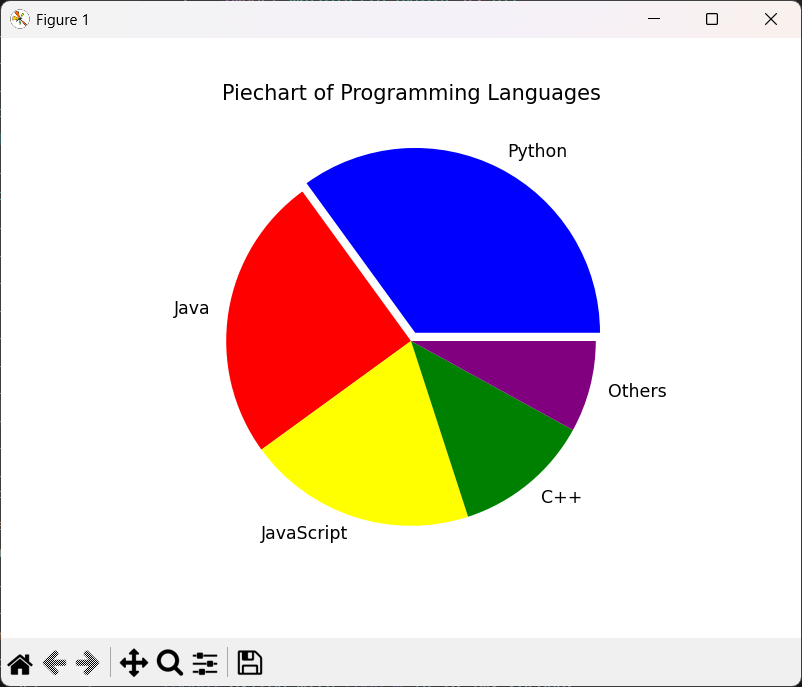 Figure 1
Piechart of Programming Languages
Python
Java
Others
C++
JavaScript